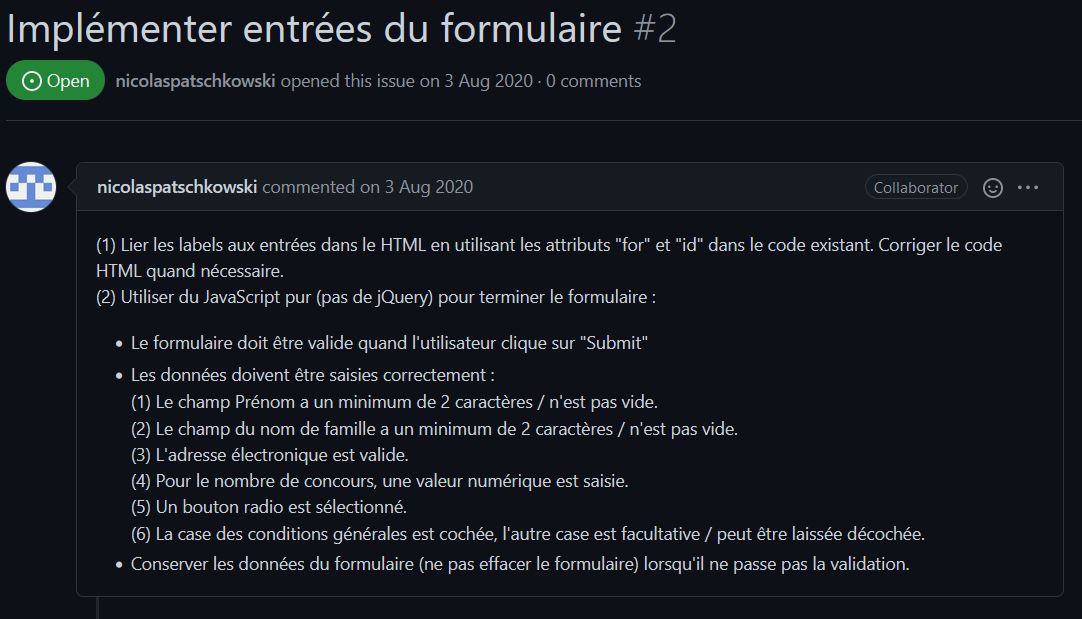 Implémenter entrées du formulaire #2
Open nicolaspatschkowski opened this issue on 3 Aug 2020 · 0 comments
nicolaspatschkowski commented on 3 Aug 2020 Collaborator
(1) Lier les labels aux entrées dans le HTML en utilisant les attributs "for" et "id" dans le code existant. Corriger le code
HTML quand nécessaire.
(2) Utiliser du JavaScript pur (pas de jQuery) pour terminer le formulaire :
• Le formulaire doit être valide quand l'utilisateur clique sur "Submit"
• Les données doivent être saisies correctement :
(1) Le champ Prénom a un minimum de 2 caractères / n'est pas vide.
(2) Le champ du nom de famille a un minimum de 2 caractères / n'est pas vide.
(3) L'adresse électronique est valide.
(4) Pour le nombre de concours, une valeur numérique est saisie.
(5) Un bouton radio est sélectionné.
(6) La case des conditions générales est cochée, l'autre case est facultative / peut être laissée décochée.
• Conserver les données du formulaire (ne pas effacer le formulaire) lorsqu'il ne passe pas la validation.